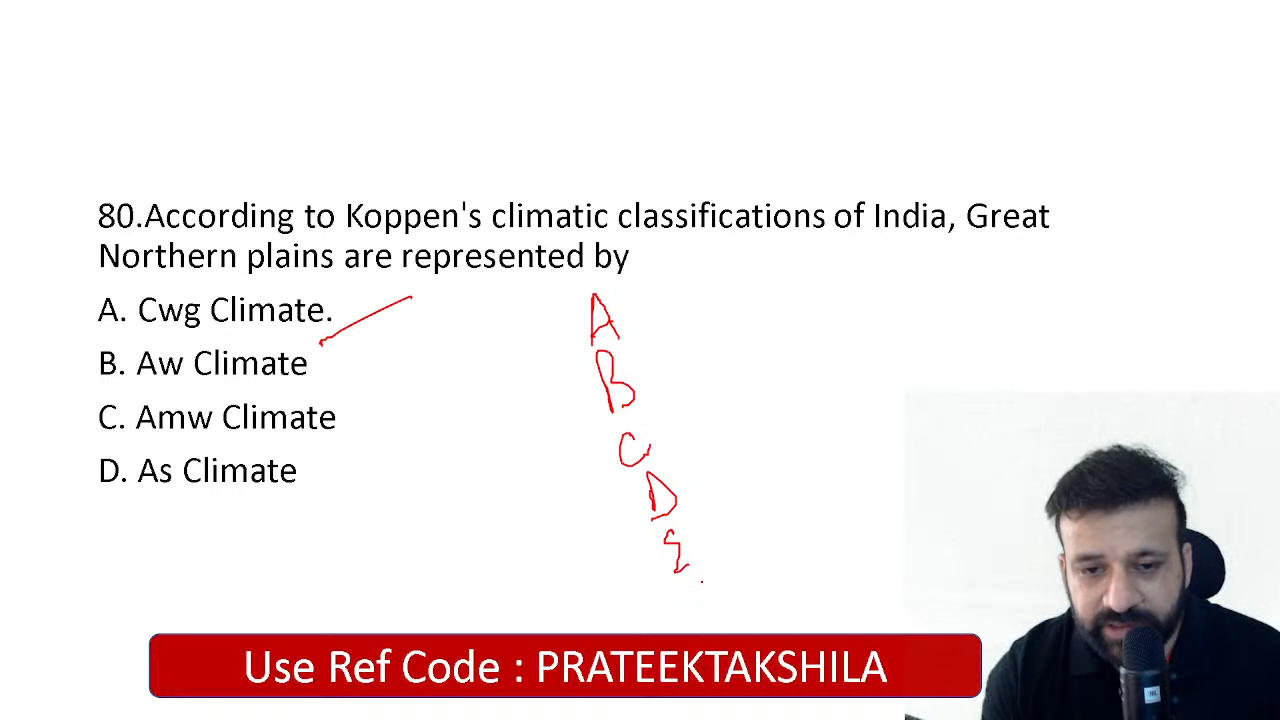 80.According to Koppen's climatic classifications of India, Great
Northern plains are represented by
A. Cwg Climate.
B. Aw Climate
C. Amw Climate
D. As Climate
A
B
C
D
E
Use Ref Code : PRATEEKTAKSHILA